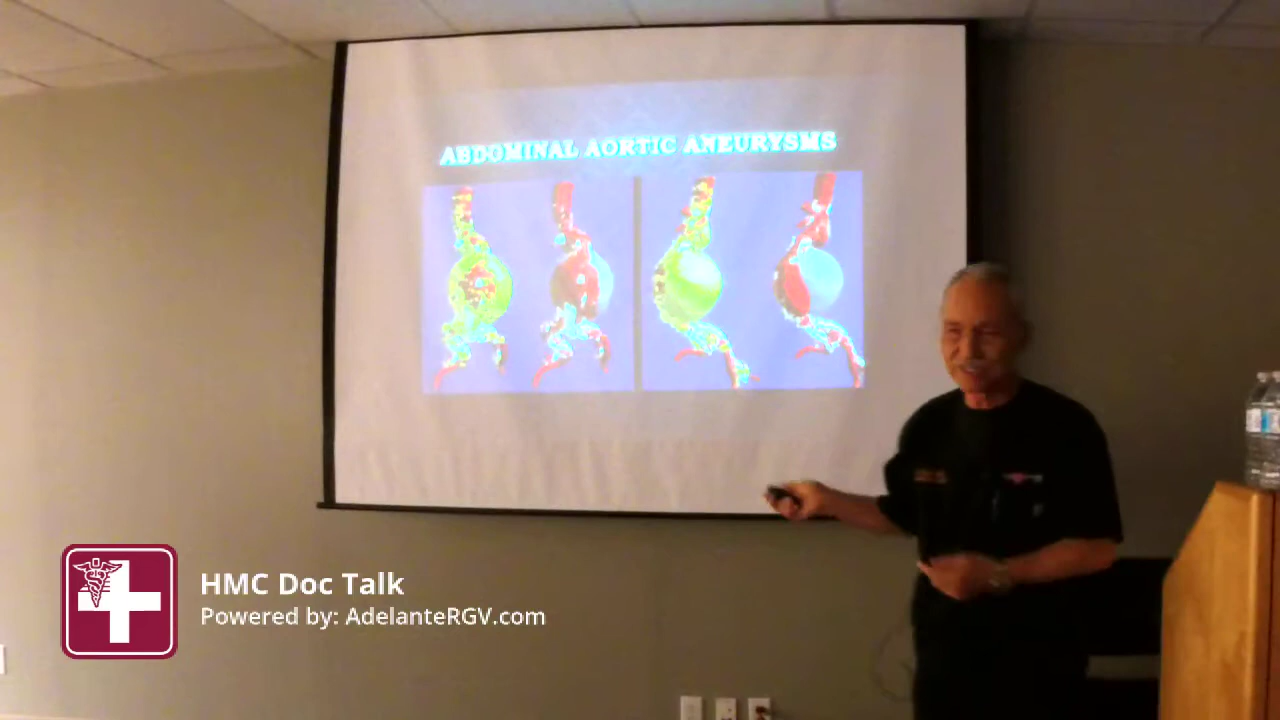 ABDOMINAL AORTIC ANEURYSMS
HMC Doc Talk
Powered by: AdelanteRGV.com